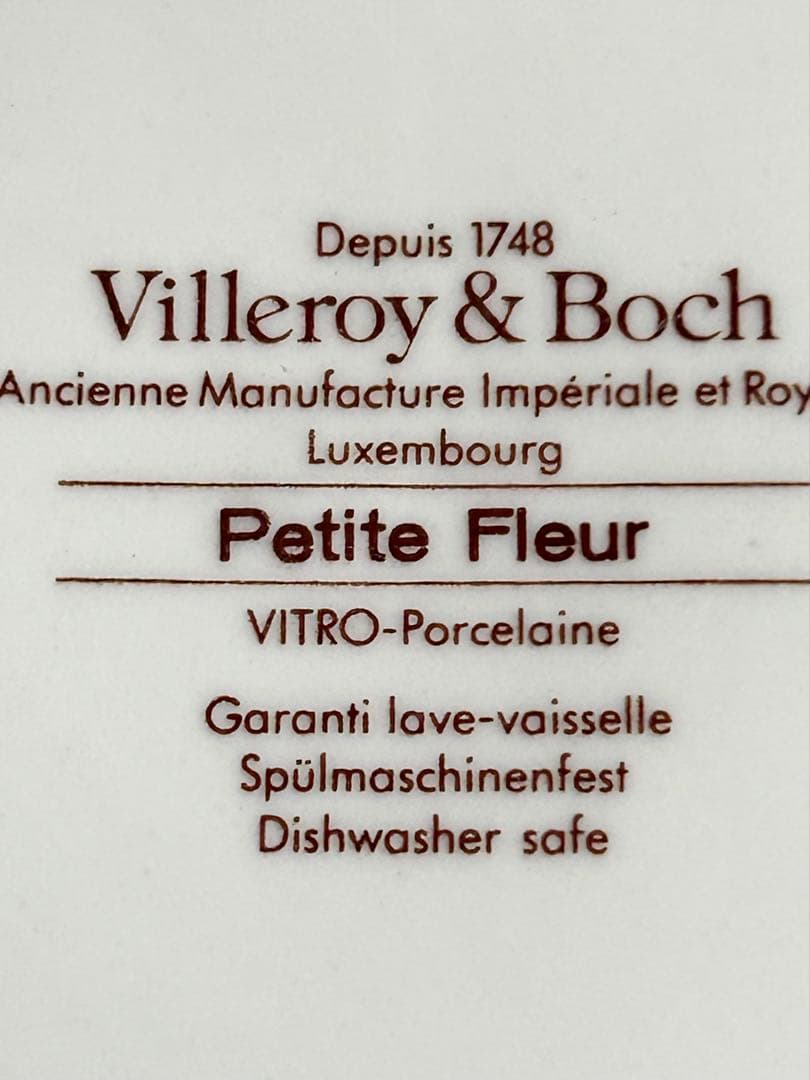 Depuis 1748
Villeroy & Boch
Ancienne Manufacture Impériale et Roy
Luxembourg
Petite Fleur
VITRO-Porcelaine
Garanti lave-vaisselle
Spülmaschinenfest
Dishwasher safe